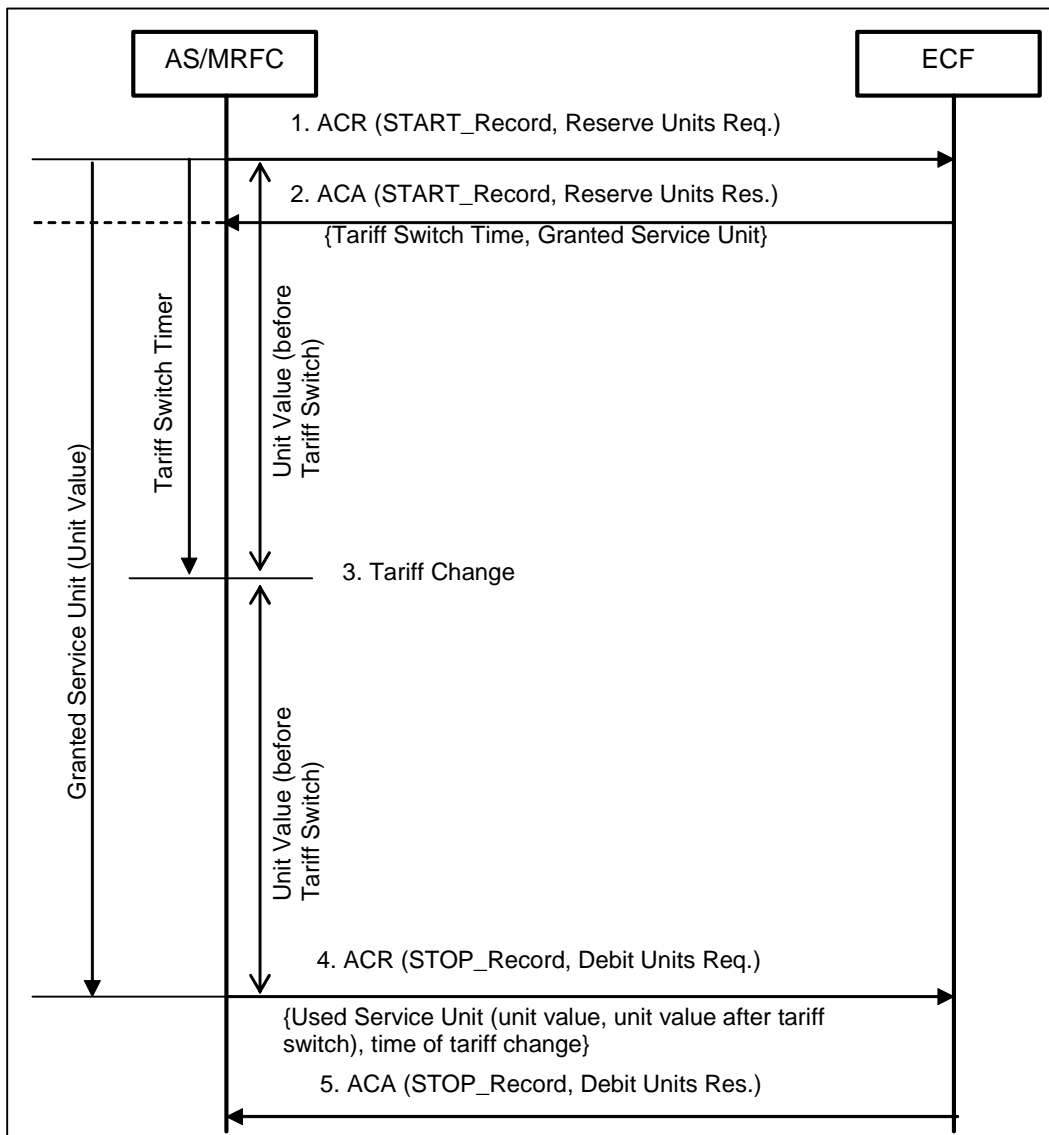 AS/MRFC
ECF
1. ACR (START_Record, Reserve Units Req.)
2. ACA (START_Record, Reserve Units Res.)
{Tariff Switch Time, Granted Service Unit}
Granted Service Unit (Unit Value)
Tariff Switch Timer
Unit Value (before
Tariff Switch)
3. Tariff Change
Unit Value (before
Tariff Switch)
4. ACR (STOP_Record, Debit Units Req.)
{Used Service Unit (unit value, unit value after tariff
switch), time of tariff change}
5. ACA (STOP_Record, Debit Units Res.)